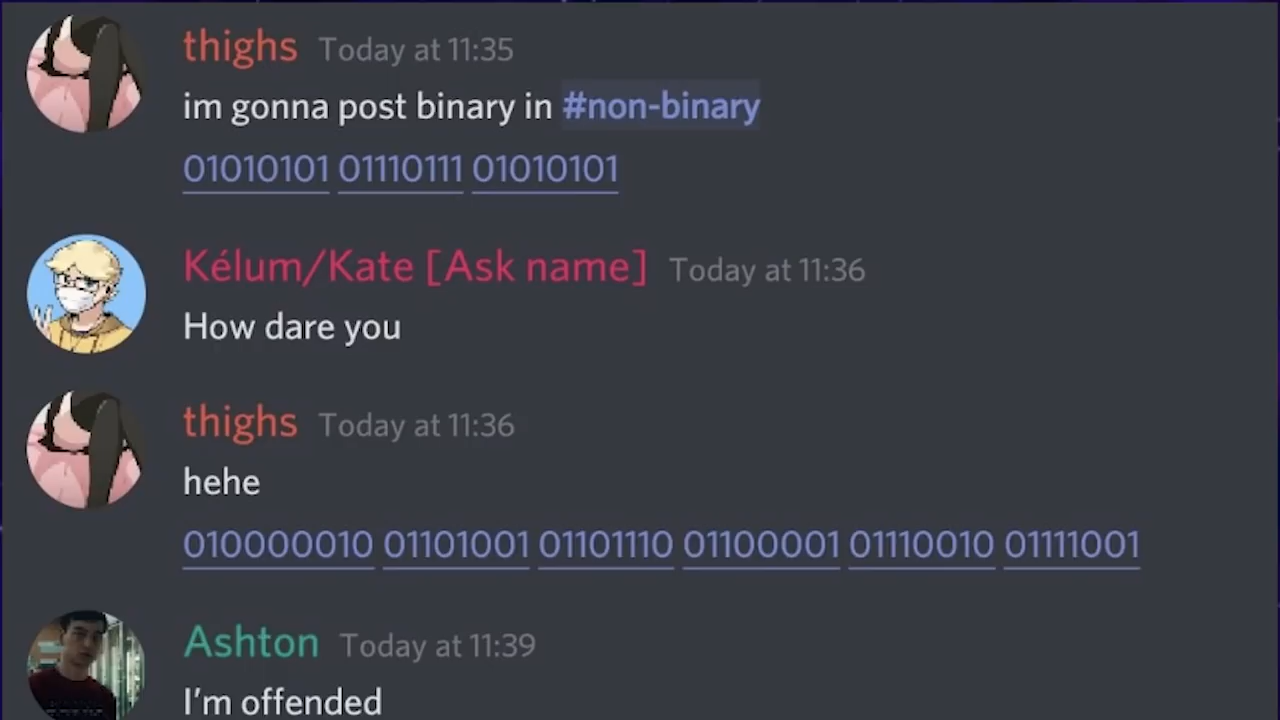 thighs Today at 11:35
im gonna post binary in #non-binary
01010101 01110111 01010101
Kélum/Kate [Ask name] Today at 11:36
How dare you
thighs Today at 11:36
hehe
010000010 01101001 01101110 01100001 01110010 01111001
Ashton Today at 11:39
I'm offended